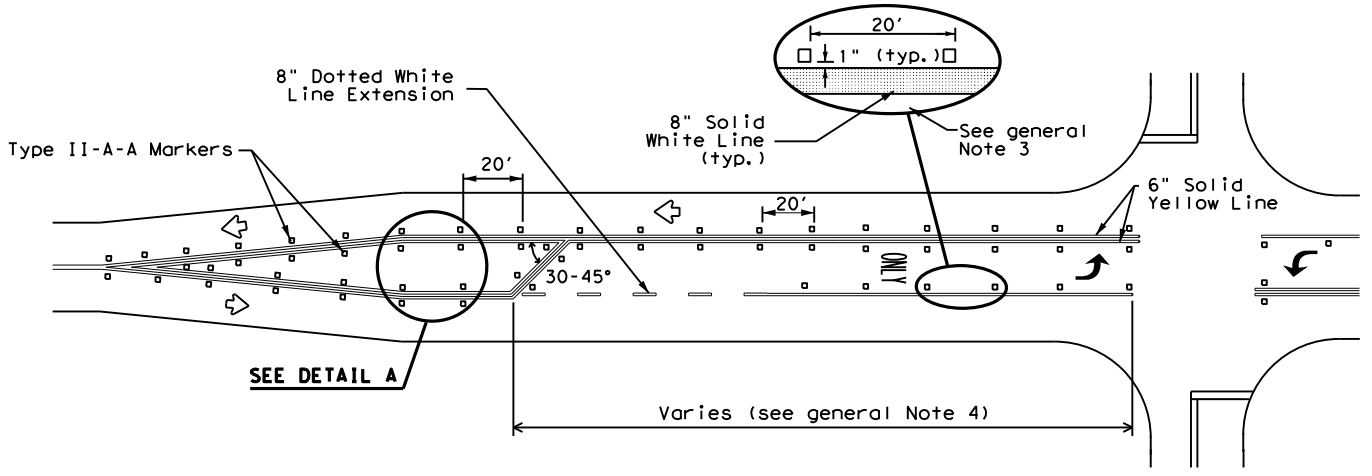 20'
1" (typ.)
8" Dotted White
Line Extension
8" Solid
White Line
(typ.)
See general
Note 3
Type II-A-A Markers
20'
6" Solid
Yellow Line
20'
ONLY
30-45°
SEE DETAIL A
Varies (see general Note 4)